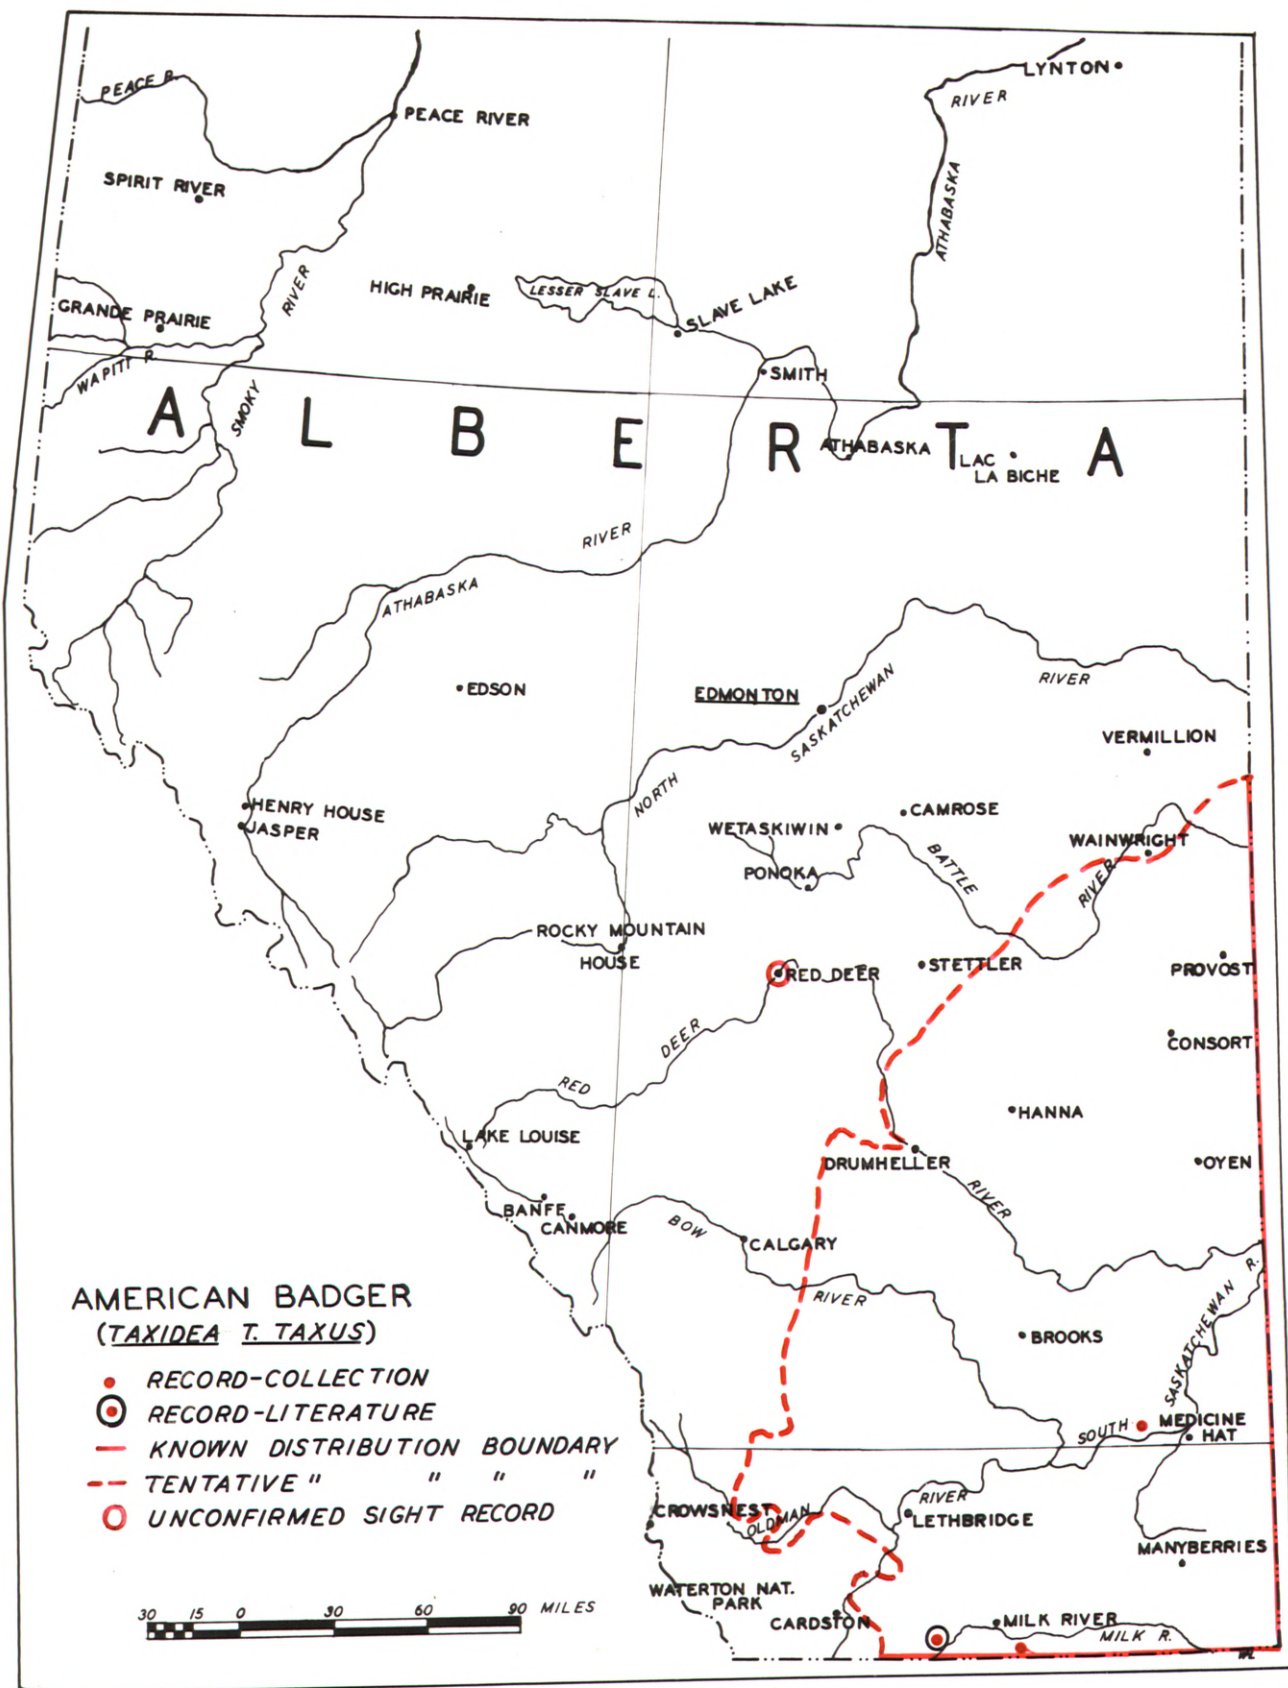 LYNTON
PEACE R.
RIVER
PEACE RIVER
SPIRIT RIVER
ATHABASKA
RIVER
HIGH PRAIRIE
LESSER SLAVE L.
SLAVE LAKE
GRANDE PRAIRIE
WAPITI R.
SMITH
SMOKY
ALBERTA
ATHABASKA
LAC
LA BICHE
RIVER
ATHABASKA
EDSON
EDMONTON
SASKATCHEWAN
RIVER
VERMILLION
NORTH
HENRY HOUSE
JASPER
CAMROSE
WETASKIWIN
WAINWRIGHT
BATTLE
PONOKA
RIVER
ROCKY MOUNTAIN
HOUSE
RED DEER
STETTLER
PROVOST
DEER
CONSORT
RED
HANNA
LAKE LOUISE
DRUMHELLER
OYEN
RIVER
BANFF
CANMORE
BOW
CALGARY
SASKATCHEWAN R.
RIVER
BROOKS
AMERICAN BADGER
(TAXIDEA T. TAXUS)
RECORD-COLLECTION
RECORD-LITERATURE
KNOWN DISTRIBUTION BOUNDARY
TENTATIVE " " " "
UNCONFIRMED SIGHT RECORD
SOUTH
MEDICINE
HAT
CROWSNEST
OLDMAN
RIVER
LETHBRIDGE
MANYBERRIES
WATERTON NAT.
PARK
CARDSTON
MILK RIVER
MILK R.
30 15 0 30 60 90 MILES